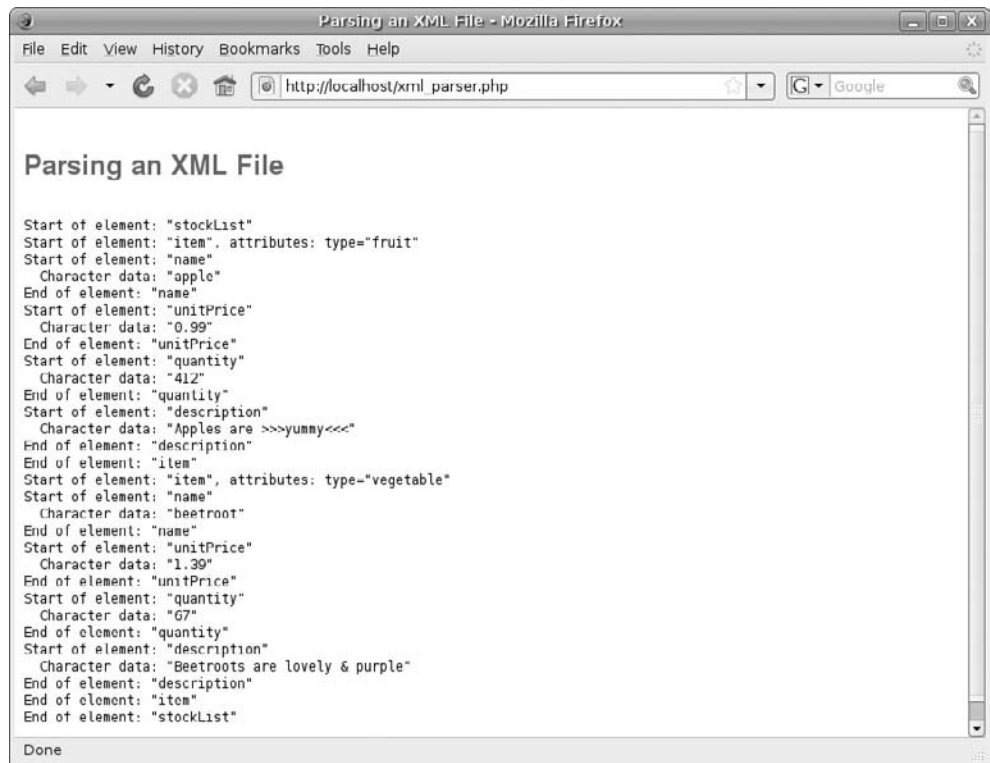 Parsing an XML File - Mozilla Firefox
File Edit View History Bookmarks Tools Help
http://localhost/xml_parser.php
G Google
Parsing an XML File
Start of element: "stockList"
Start of element: "item", attributes: type="fruit"
Start of element: "name"
Character data: "apple"
End of element: "name"
Start of element: "unitPrice"
Character data: "0.99"
End of element: "unitPrice"
Start of element: "quantity"
Character data: "412"
End of element: "quantity"
Start of element: "description"
Character data: "Apples are >>>yummy<<<"
End of element: "description"
End of element: "item"
Start of element: "item", attributes: type="vegetable"
Start of element: "name"
Character data: "beetroot"
End of element: "name"
Start of element: "unitPrice"
Character data: "1.39"
End of element: "unitPrice"
Start of element: "quantity"
Character data: "67"
End of element: "quantity"
Start of element: "description"
Character data: "Beetroots are lovely & purple"
End of element: "description"
End of element: "item"
End of element: "stockList"
Done